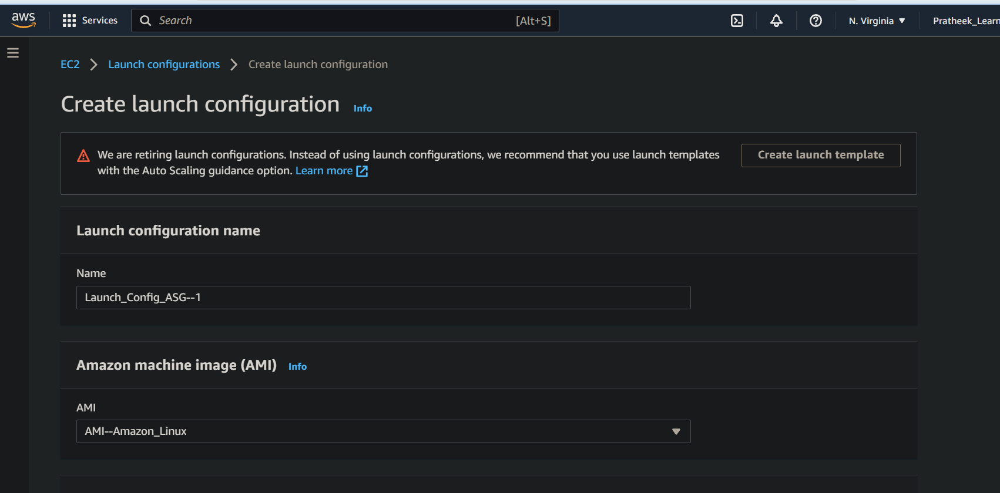 aws
Services
Search
[Alt+S]
N. Virginia
Pratheek_Learn
EC2
Launch configurations
Create launch configuration
Create launch configuration
Info
We are retiring launch configurations. Instead of using launch configurations, we recommend that you use launch templates
with the Auto Scaling guidance option. Learn more
Create launch template
Launch configuration name
Name
Launch_Config_ASG--1
Amazon machine image (AMI)
Info
AMI
AMI--Amazon_Linux